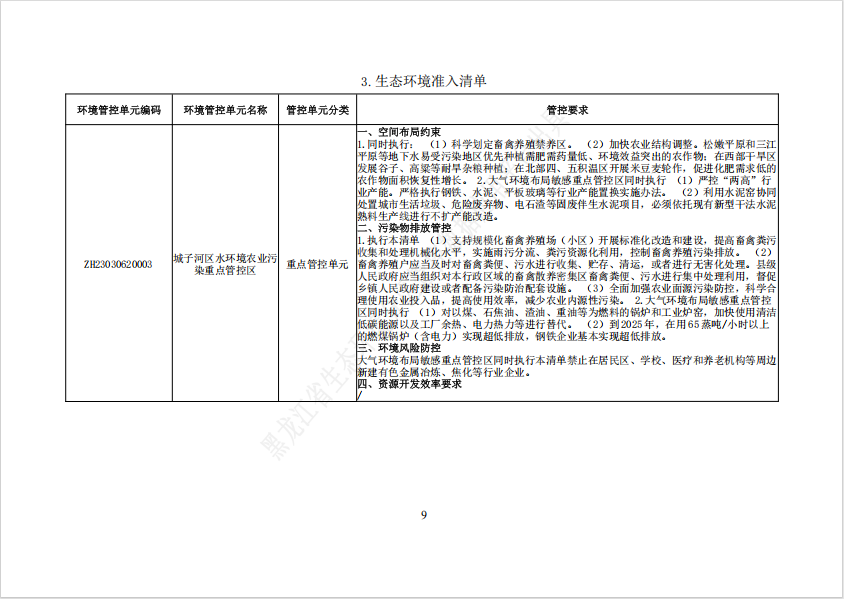 3.生态环境准入清单
环境管控单元编码
环境管控单元名称
管控单元分类
管控要求
ZH23030620003
城子河区水环境农业污
染重点管控区
重点管控单元
一、空间布局约束
1.同时执行： （1）科学划定畜禽养殖禁养区。 （2）加快农业结构调整。松嫩平原和三江
平原等地下水易受污染地区优先种植需肥需药量低、环境效益突出的农作物；在西部干旱区
发展谷子、高粱等耐旱杂粮种植；在北部四、五积温区开展米豆麦轮作，促进化肥需求低的
农作物面积恢复性增长。 2.大气环境布局敏感重点管控区同时执行 （1）严控“两高”行
业产能。严格执行钢铁、水泥、平板玻璃等行业产能置换实施办法。 （2）利用水泥窑协同
处置城市生活垃圾、危险废弃物、电石渣等固废伴生水泥项目，必须依托现有新型干法水泥
熟料生产线进行不扩产能改造。
二、污染物排放管控
1.执行本清单 （1）支持规模化畜禽养殖场（小区）开展标准化改造和建设，提高畜禽粪污
收集和处理机械化水平，实施雨污分流、粪污资源化利用，控制畜禽养殖污染排放。 （2）
畜禽养殖户应当及时对畜禽粪便、污水进行收集、贮存、清运，或者进行无害化处理。县级
人民政府应当组织对本行政区域的畜禽散养密集区畜禽粪便、污水进行集中处理利用，督促
乡镇人民政府建设或者配备污染防治配套设施。 （3）全面加强农业面源污染防控，科学合
理使用农业投入品，提高使用效率，减少农业内源性污染。 2.大气环境布局敏感重点管控
区同时执行 （1）对以煤、石焦油、渣油、重油等为燃料的锅炉和工业炉窑，加快使用清洁
低碳能源以及工厂余热、电力热力等进行替代。 （2）到2025年，在用65蒸吨/小时以上
的燃煤锅炉（含电力）实现超低排放，钢铁企业基本实现超低排放。
三、环境风险防控
大气环境布局敏感重点管控区同时执行本清单禁止在居民区、学校、医疗和养老机构等周边
新建有色金属冶炼、焦化等行业企业。
四、资源开发效率要求
/
黑龙江省生态
9